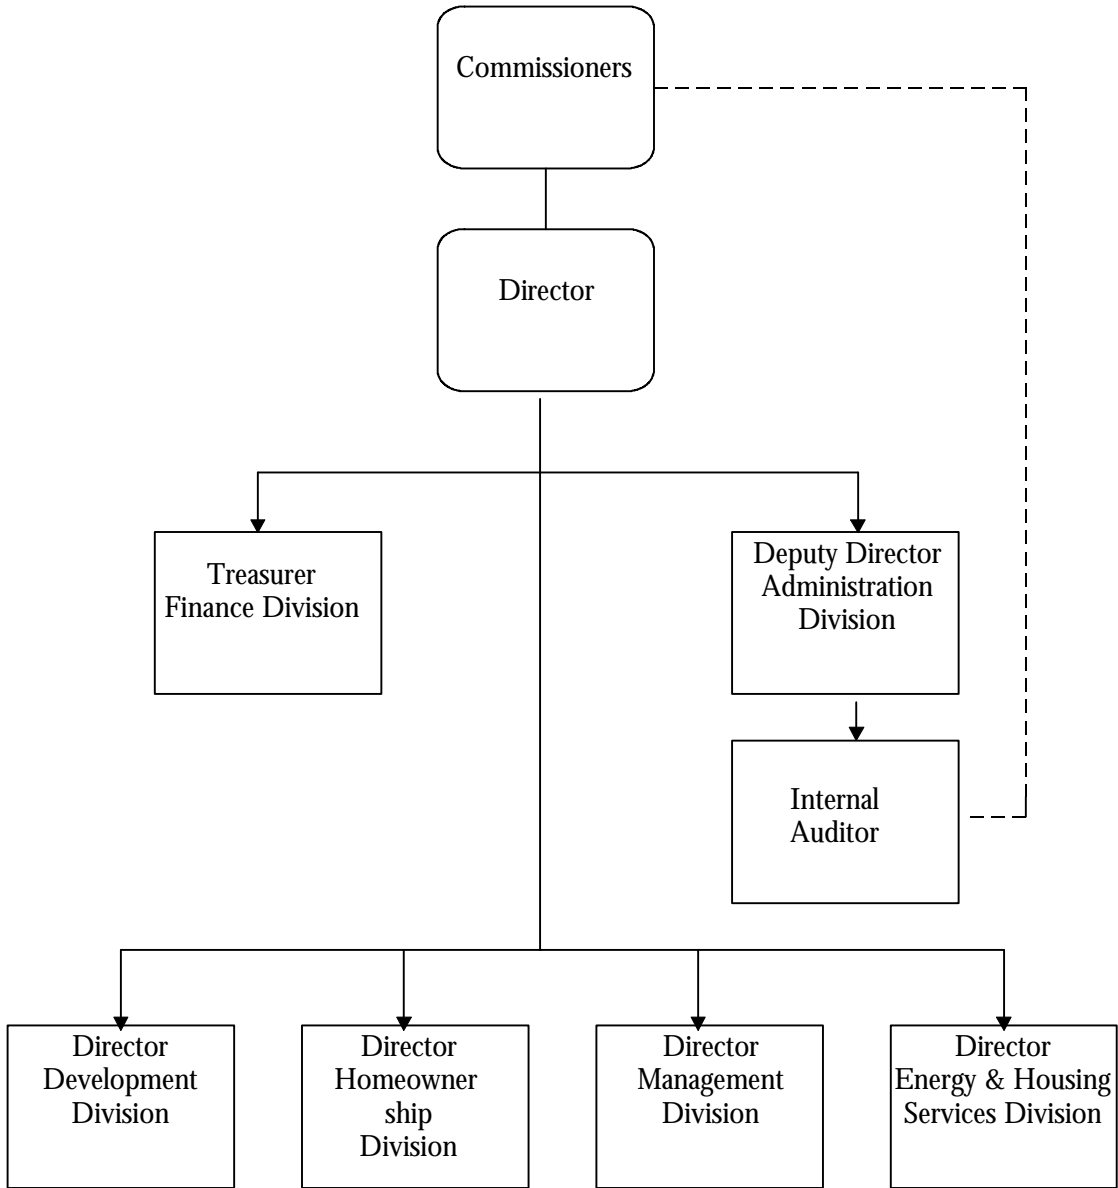 Commissioners
Director
Treasurer
Finance Division
Deputy Director
Administration
Division
Internal
Auditor
Director
Development
Division
Director
Homeowner
ship
Division
Director
Management
Division
Director
Energy & Housing
Services Division